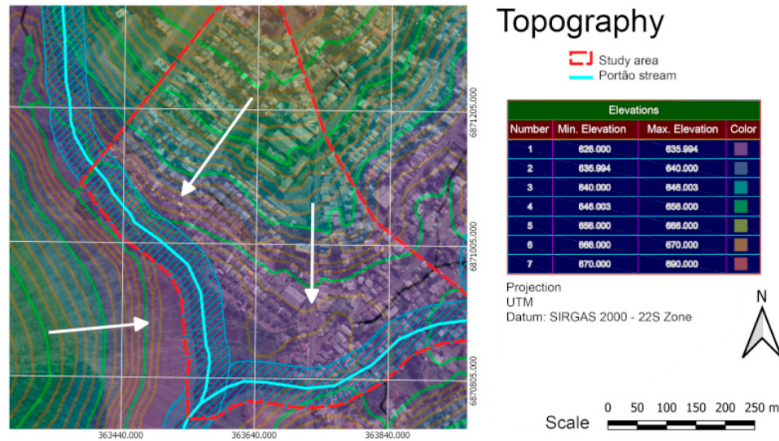 Topography
Study area
Portão stream
Elevations
Number Min. Elevation Max. Elevation Color
1 626.000 635.994
2 635.994 640.000
3 640.000 646.003
4 646.003 656.000
5 656.000 666.000
6 666.000 670.000
7 670.000 690.000
Projection
UTM
Datum: SIRGAS 2000 - 22S Zone
N
Scale 0 50 100 150 200 250 m
6871205.000
6871005.000
6870805.000
363440.000 363640.000 363840.000